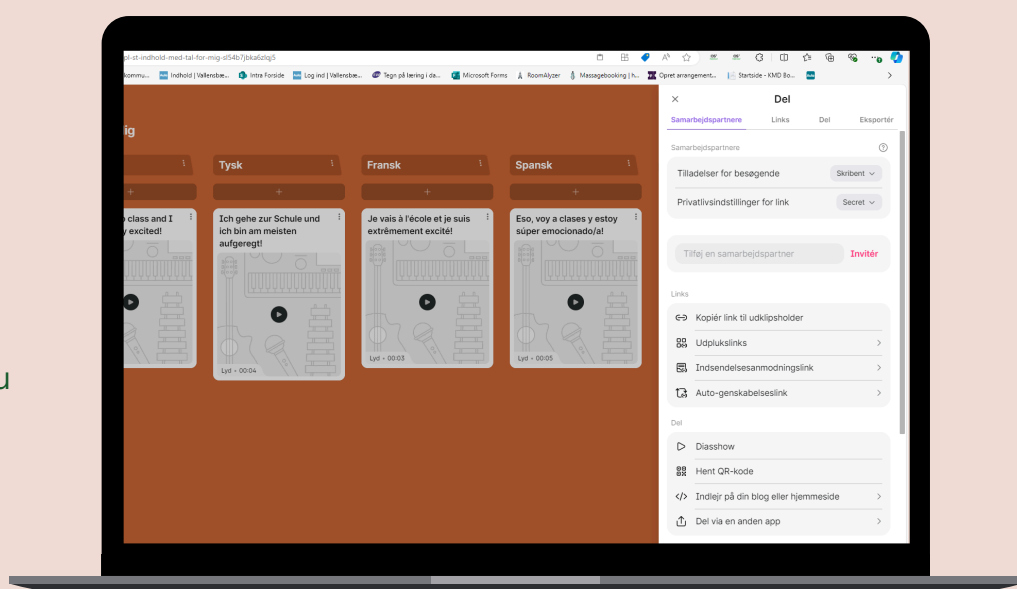 pl-st-indhold-med-tal-for-mig-sl54b7jbka6zlqj5
kommu... Indhold | Vallensbæ... Intra Forside Log ind | Vallensbæ... Tegn på læring i da... Microsoft Forms RoomAlyzer Massagebooking | h... Opret arrangement... Startside - KMD Bo...
ig
Tysk
Fransk
Spansk
class and I
excited!
Ich gehe zur Schule und
ich bin am meisten
aufgeregt!
Lyd • 00:04
Je vais à l'école et je suis
extrêmement excité!
Lyd • 00:03
Eso, voy a clases y estoy
súper emocionado/a!
Lyd • 00:05
u
Del
Samarbejdspartnere Links Del Eksportér
Samarbejdspartnere
Tilladelser for besøgende Skribent
Privatlivsindstillinger for link Secret
Tilføj en samarbejdspartner Invitér
Links
Kopiér link til udklipsholder
Udplukslinks
Indsendelsesanmodningslink
Auto-genskabelseslink
Del
Diasshow
Hent QR-kode
Indlejr på din blog eller hjemmeside
Del via en anden app